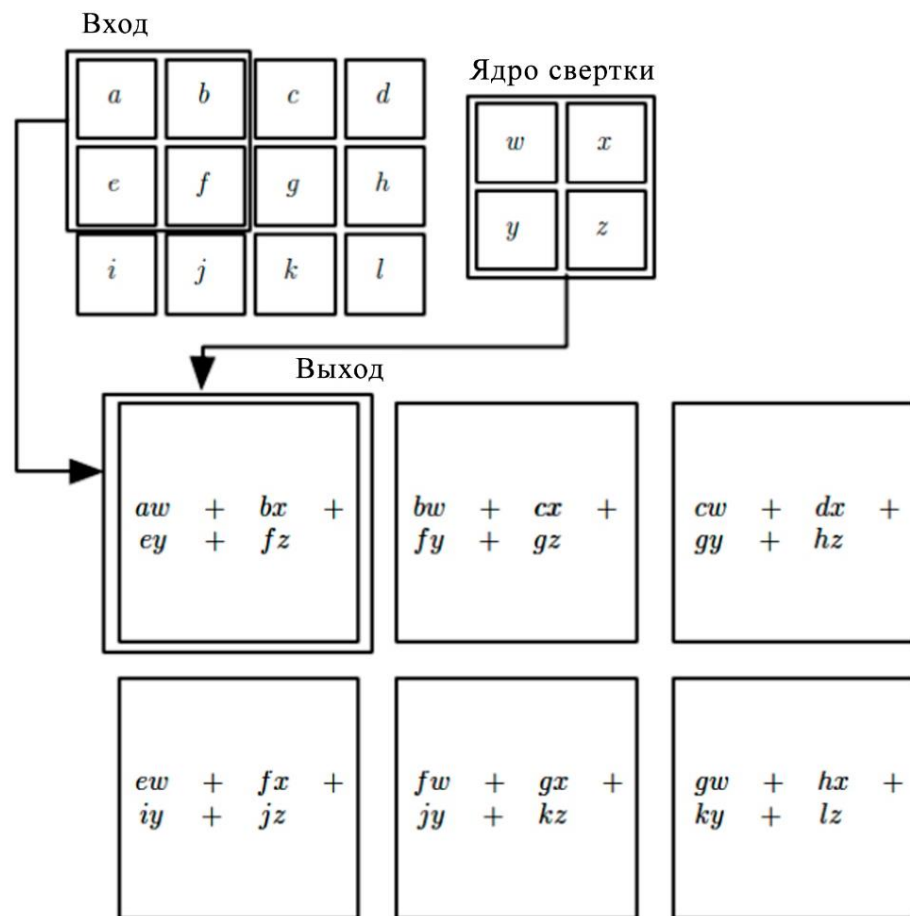 Вход
a b c d
Ядро свертки
w x
e f g h
y z
i j k l
Выход
aw + bx +
ey + fz
bw + cx +
fy + gz
cw + dx +
gy + hz
ew + fx +
iy + jz
fw + gx +
jy + kz
gw + hx +
ky + lz